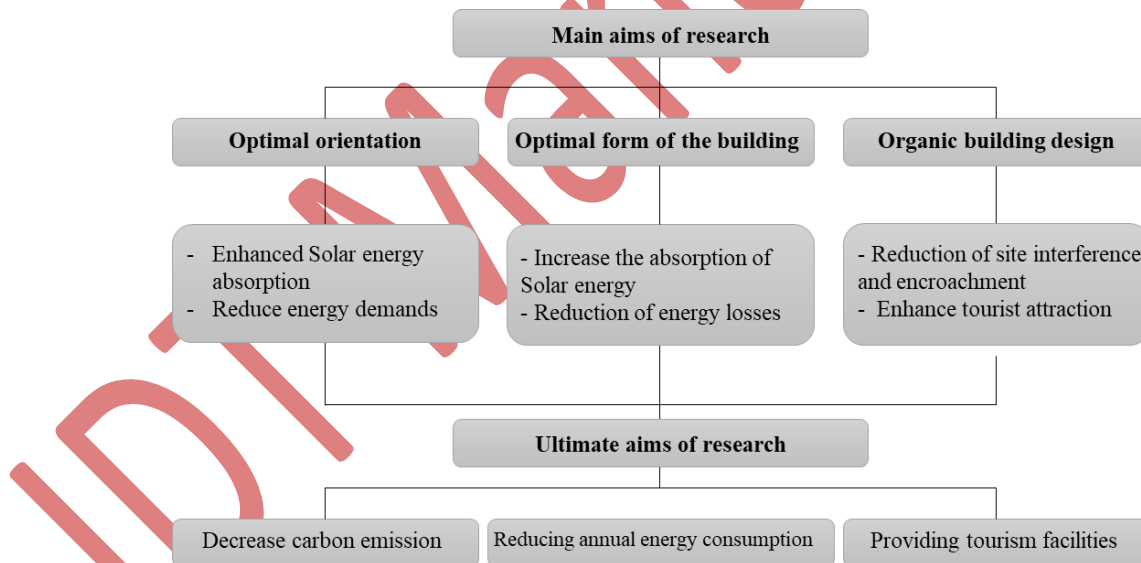 Main aims of research
Optimal orientation
Optimal form of the building
Organic building design
- Enhanced Solar energy
absorption
- Reduce energy demands
- Increase the absorption of
Solar energy
- Reduction of energy losses
- Reduction of site interference
and encroachment
- Enhance tourist attraction
Ultimate aims of research
Decrease carbon emission
Reducing annual energy consumption
Providing tourism facilities